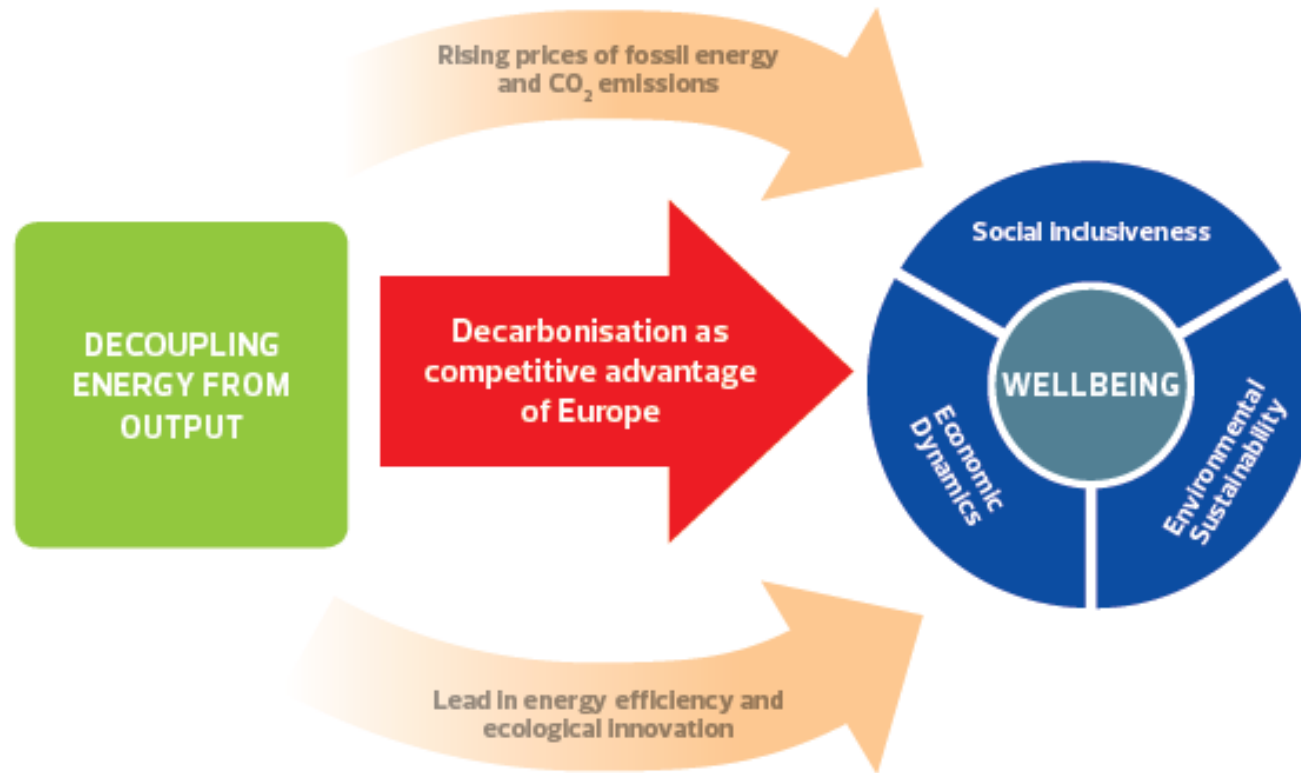 Rising prices of fossil energy
and CO₂ emissions
DECOUPLING
ENERGY FROM
OUTPUT
Decarbonisation as
competitive advantage
of Europe
Social inclusiveness
WELLBEING
Economic
Dynamics
Environmental
Sustainability
Lead in energy efficiency and
ecological innovation